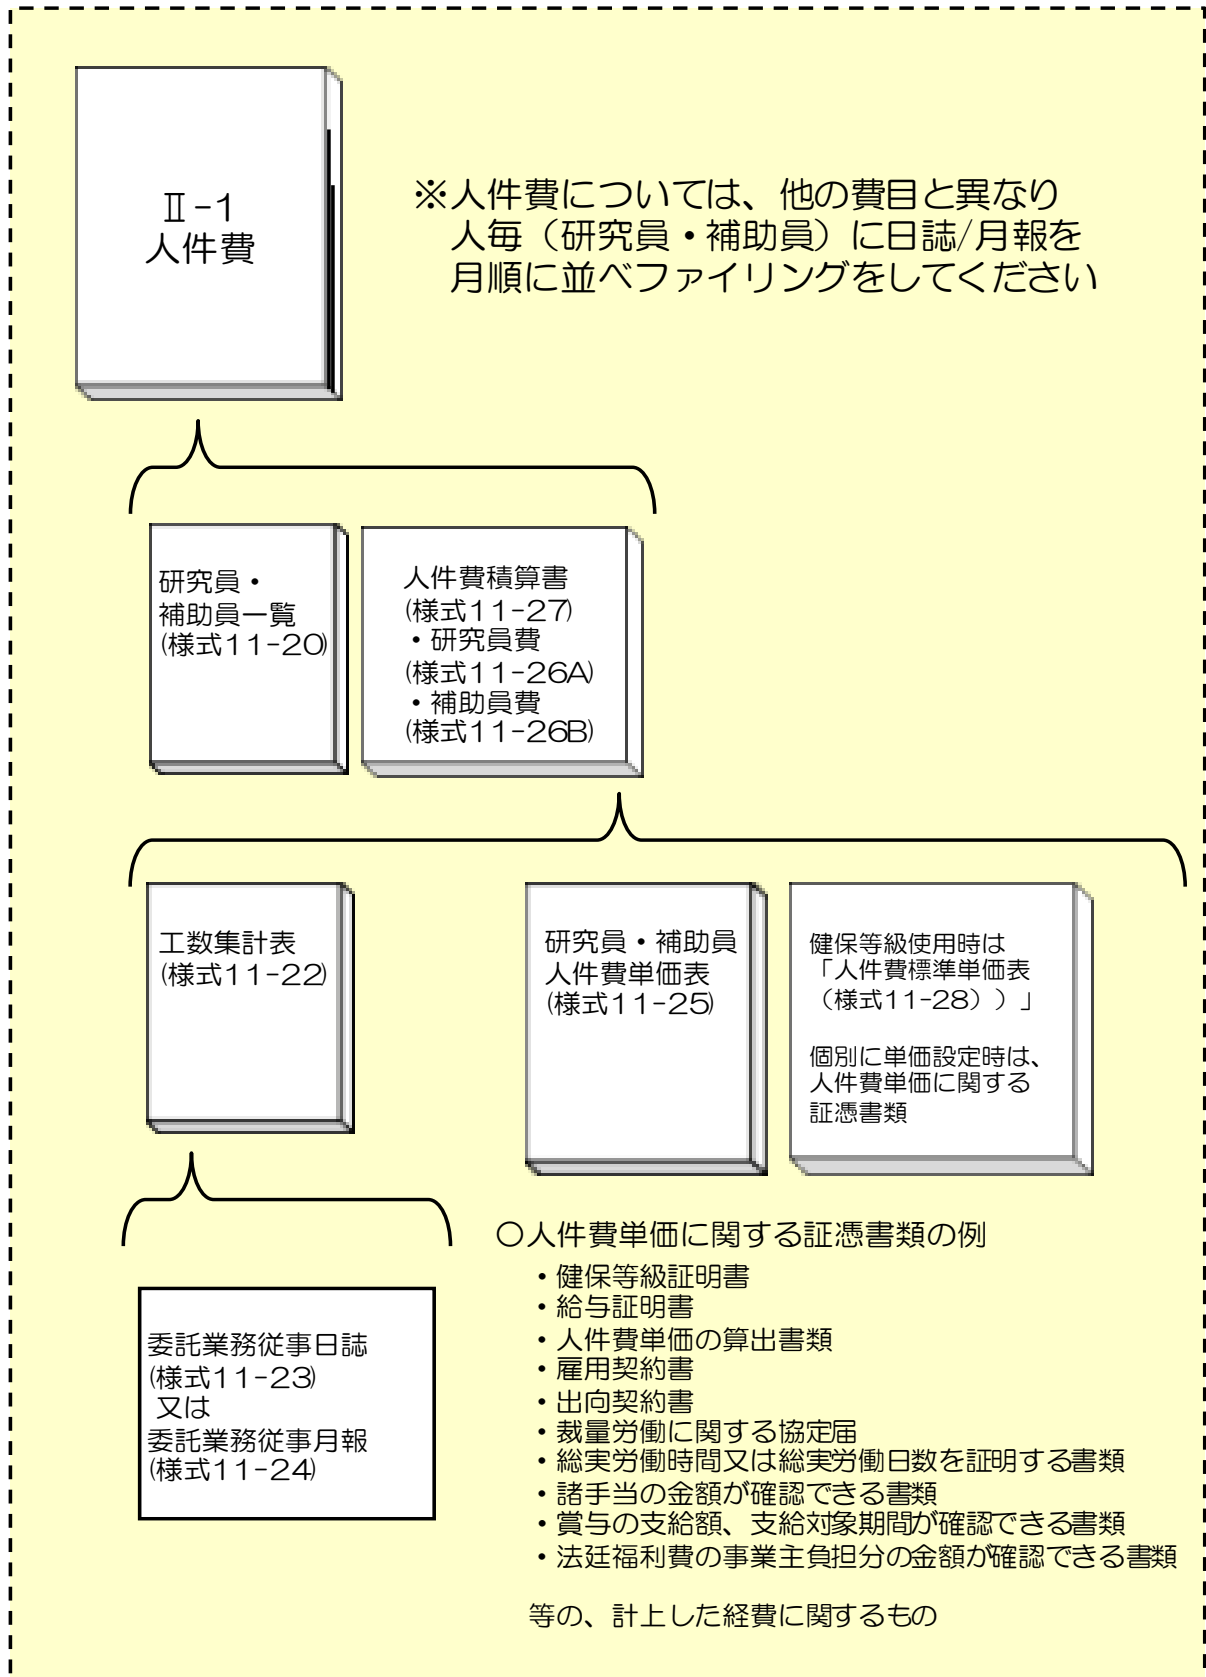 Ⅱ-1
人件費
※人件費については、他の費目と異なり
人毎（研究員・補助員）に日誌/月報を
月順に並べファイリングをしてください
研究員・
補助員一覧
(様式11-20)
人件費積算書
(様式11-27)
・研究員費
(様式11-26A)
・補助員費
(様式11-26B)
工数集計表
(様式11-22)
研究員・補助員
人件費単価表
(様式11-25)
健保等級使用時は
「人件費標準単価表
（様式11-28））」
個別に単価設定時は、
人件費単価に関する
証憑書類
委託業務従事日誌
(様式11-23)
又は
委託業務従事月報
(様式11-24)
〇人件費単価に関する証憑書類の例
・健保等級証明書
・給与証明書
・人件費単価の算出書類
・雇用契約書
・出向契約書
・裁量労働に関する協定届
・総実労働時間又は総実労働日数を証明する書類
・諸手当の金額が確認できる書類
・賞与の支給額、支給対象期間が確認できる書類
・法廷福利費の事業主負担分の金額が確認できる書類
等の、計上した経費に関するもの